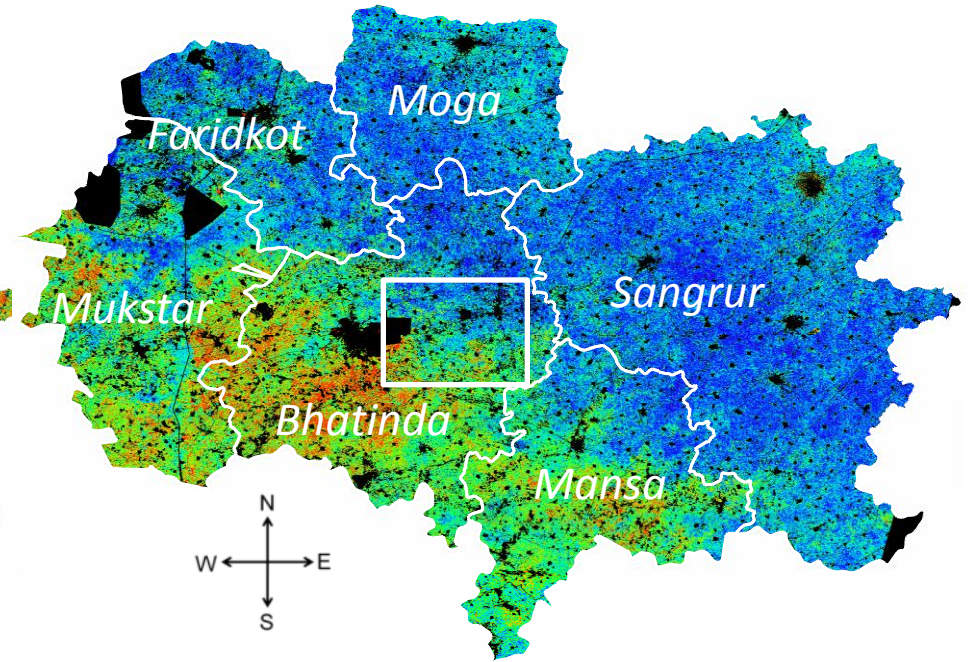 Moga
Faridkot
Sangrur
Mukstar
Bhatinda
Mansa
N
W E
S